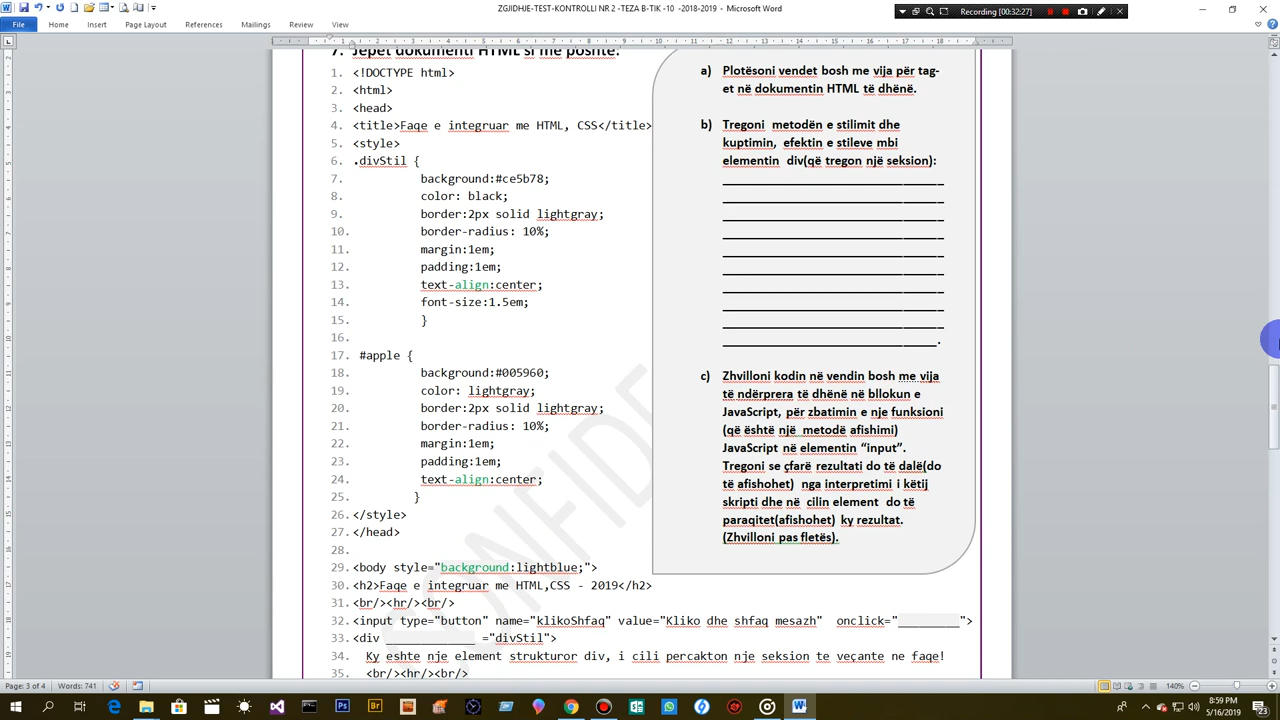 ZGJIDHJE-TEST-KONTROLLI NR 2 -TEZA B-TIK -10 -2018-2019 - Microsoft Word
Recording [00:32:27]
File Home Insert Page Layout References Mailings Review View
7. Jepet dokumenti HTML si me poshte:
1. <!DOCTYPE html>
2. <html>
3. <head>
4. <title>Faqe e integruar me HTML, CSS</title>
5. <style>
6. .divStil {
7. background:#ce5b78;
8. color: black;
9. border:2px solid lightgray;
10. border-radius: 10%;
11. margin:1em;
12. padding:1em;
13. text-align:center;
14. font-size:1.5em;
15. }
16.
17. #apple {
18. background:#005960;
19. color: lightgray;
20. border:2px solid lightgray;
21. border-radius: 10%;
22. margin:1em;
23. padding:1em;
24. text-align:center;
25. }
26. </style>
27. </head>
28.
29. <body style="background:lightblue;">
30. <h2>Faqe e integruar me HTML,CSS - 2019</h2>
31. <br/><hr/><br/>
32. <input type="button" name="klikoShfaq" value="Kliko dhe shfaq mesazh" onclick="_________">
33. <div _____________ ="divStil">
34. Ky eshte nje element strukturor div, i cili percakton nje seksion te veçante ne faqe!
35. <br/><hr/><br/>
a) Plotësoni vendet bosh me vija për tag-
et në dokumentin HTML të dhënë.
b) Tregoni metodën e stilimit dhe
kuptimin, efektin e stileve mbi
elementin div(që tregon një seksion):
c) Zhvilloni kodin në vendin bosh me vija
të ndërprera të dhënë në bllokun e
JavaScript, për zbatimin e nje funksioni
(që është një metodë afishimi)
JavaScript në elementin “input”.
Tregoni se çfarë rezultati do të dalë(do
të afishohet) nga interpretimi i këtij
skripti dhe në cilin element do të
paraqitet(afishohet) ky rezultat.
(Zhvilloni pas fletës).
Page: 3 of 4 Words: 741 140%
8:59 PM
5/16/2019